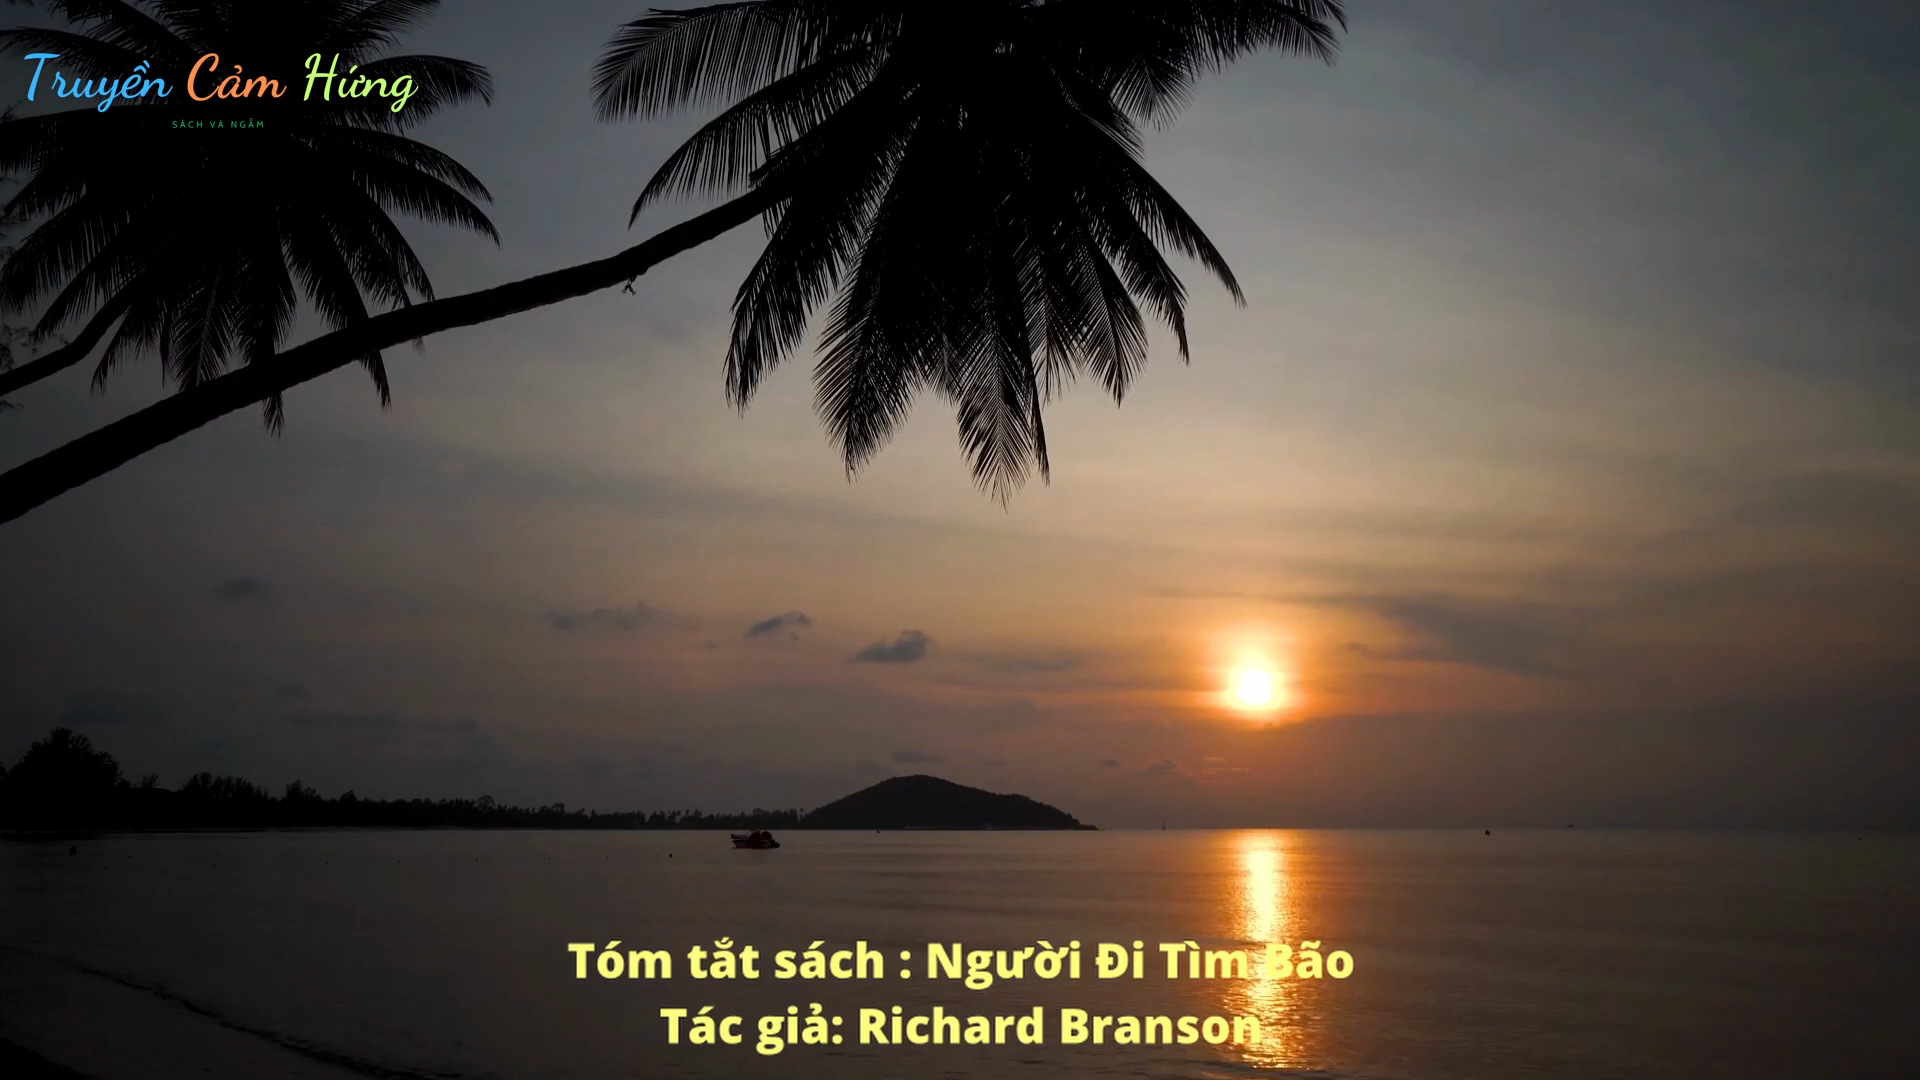 Truyền Cảm Hứng
SÁCH VÀ NGẪM
Tóm tắt sách : Người Đi Tìm Bão
Tác giả: Richard Branson